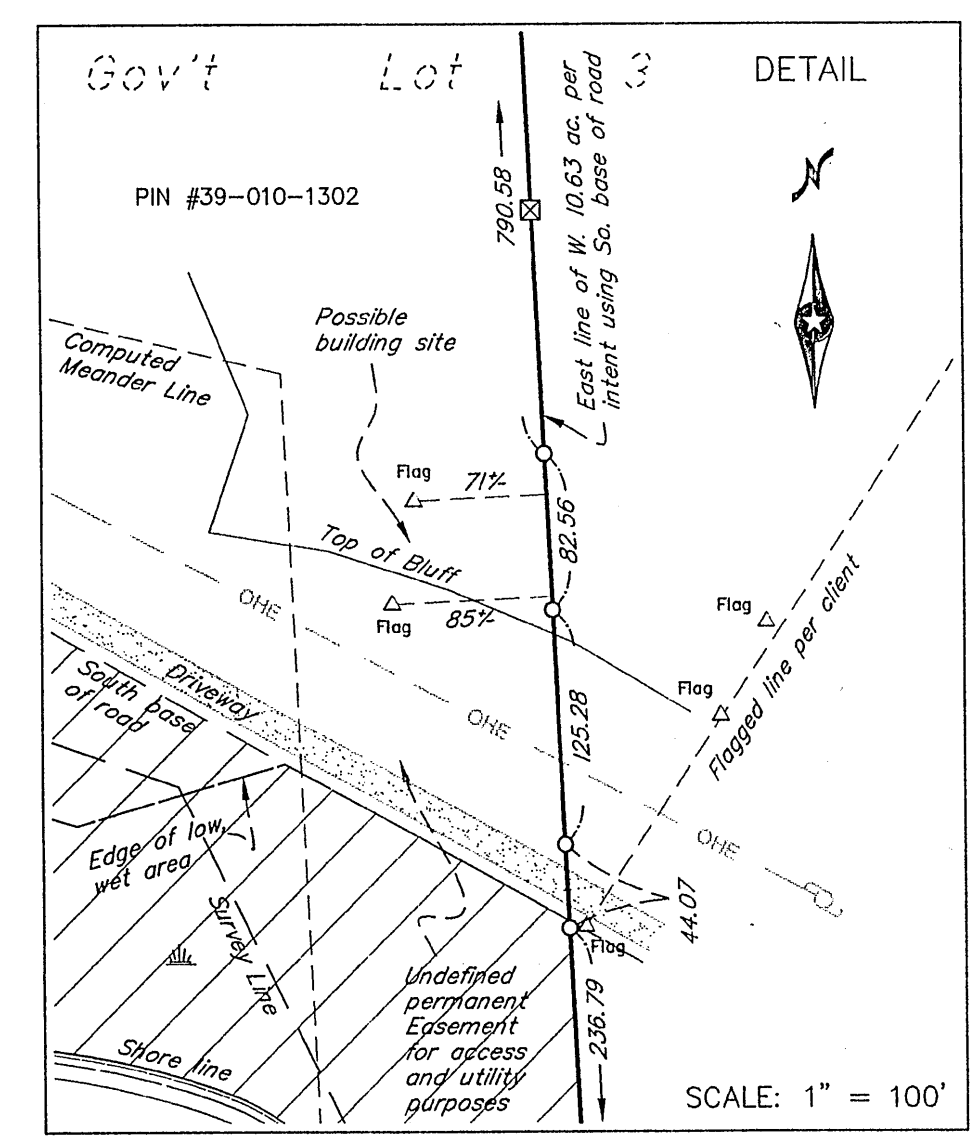 Gov't Lot 3
DETAIL
N
PIN #39-010-1302
790.58
East line of W. 10.63 ac. per
intent using So. base of road
Possible
building site
Computed
Meander Line
Flag
71+/-
82.56
Top of Bluff
OHE
Flag
85+/-
Flag
Flag
Flagged line per client
South base
of road
Driveway
OHE
125.28
OHE
Edge of low,
wet area
Survey Line
44.07
Flag
Undefined
permanent
Easement
for access
and utility
purposes
236.79
Shore line
SCALE: 1" = 100'